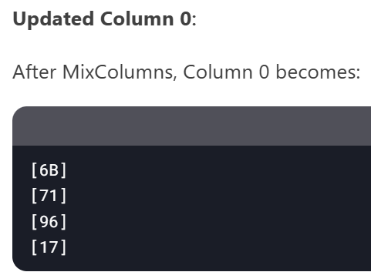 Updated Column 0:
After MixColumns, Column 0 becomes:
[6B]
[71]
[96]
[17]